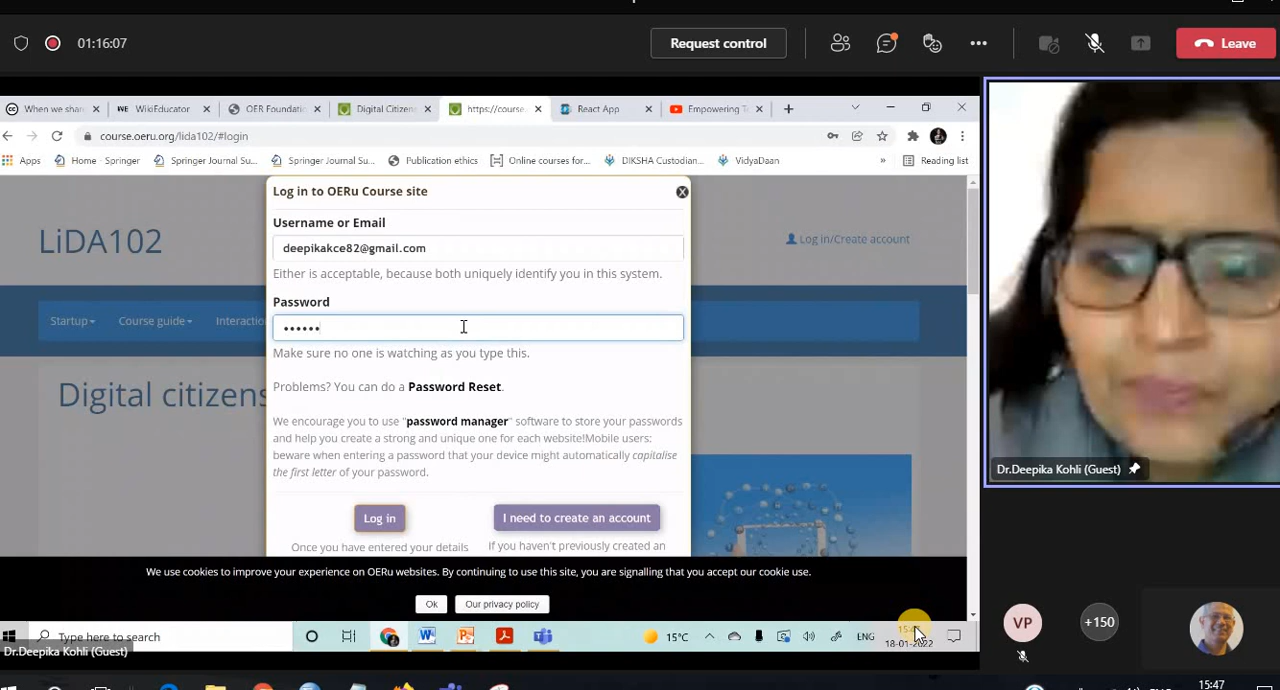 01:16:07
Request control
Leave
When we sha
WikiEducator
OER Foundati
Digital Citizen
https://course.
React App
Empowering T
course.oeru.org/lida102/#login
Apps
Home - Springer
Springer Journal Su...
Springer Journal Su...
Publication ethics
Online courses for...
DIKSHA Custodian...
VidyaDaan
»
Reading list
Log in to OERu Course site
Username or Email
LiDA102
deepikakce82@gmail.com
Log in/Create account
Either is acceptable, because both uniquely identify you in this system.
Password
Startup
Course guide
Interactio
••••••
Make sure no one is watching as you type this.
Problems? You can do a Password Reset.
Digital citizens
We encourage you to use "password manager" software to store your passwords
and help you create a strong and unique one for each website!Mobile users:
beware when entering a password that your device might automatically capitalise
the first letter of your password.
Dr.Deepika Kohli (Guest)
Log in
I need to create an account
Once you have entered your details
If you haven't previously created an
We use cookies to improve your experience on OERu websites. By continuing to use this site, you are signalling that you accept our cookie use.
Ok
Our privacy policy
VP
+150
Type here to search
15°C
ENG
18-01-2022
Dr.Deepika Kohli (Guest)
15:47